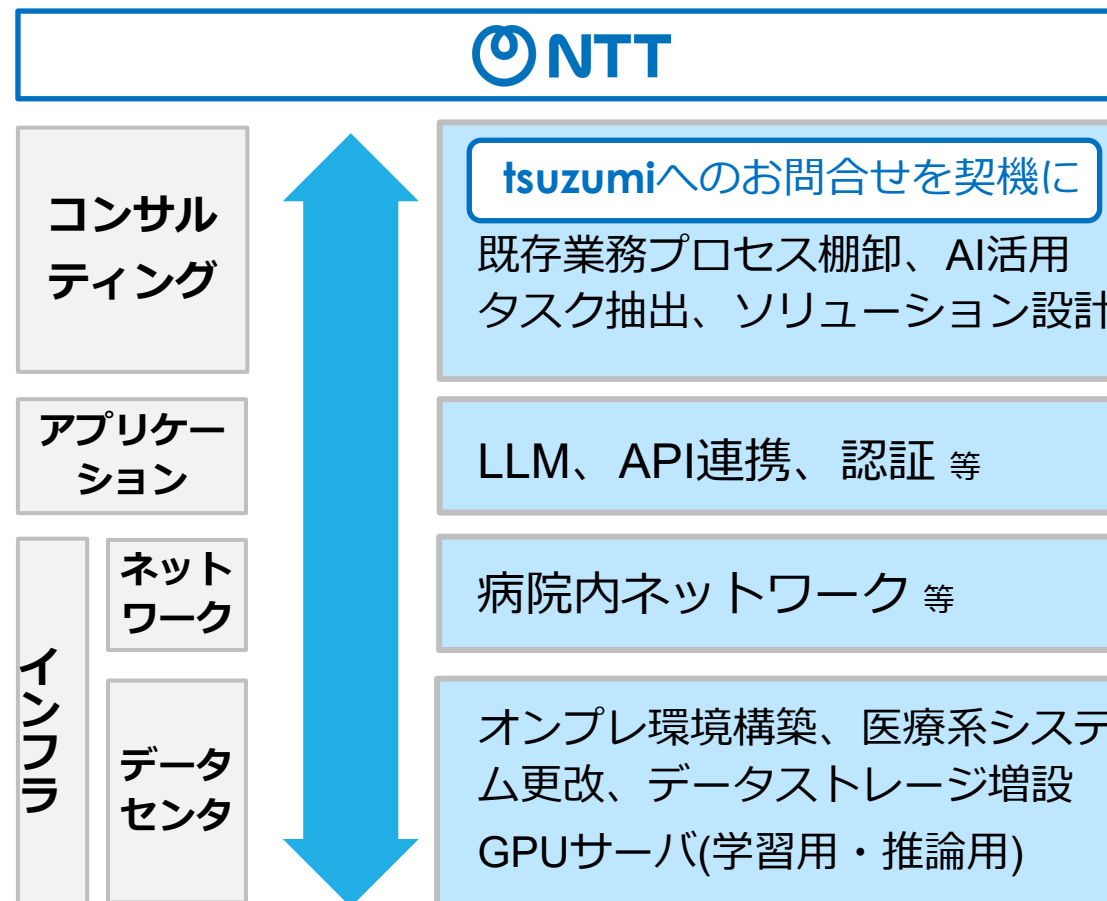 NTT
コンサル
ティング
tsuzumiへのお問合せを契機に
既存業務プロセス棚卸、AI活用
タスク抽出、ソリューション設計
アプリケー
ション
LLM、API連携、認証 等
インフラ
ネット
ワーク
病院内ネットワーク 等
データ
センタ
オンプレ環境構築、医療系システ
ム更改、データストレージ増設
GPUサーバ(学習用・推論用)